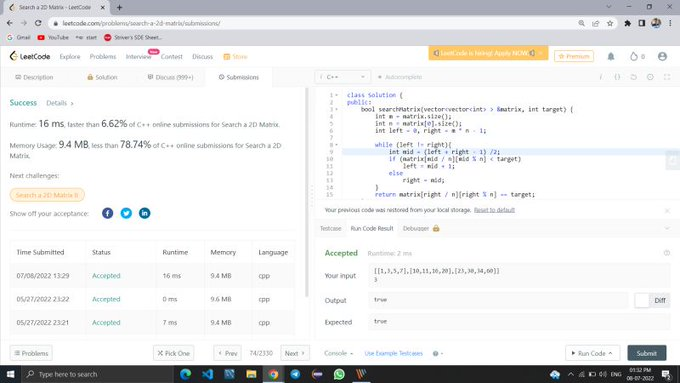 Search a 2D Matrix - LeetCode
leetcode.com/problems/search-a-2d-matrix/submissions/
Gmail
YouTube
start
Striver's SDE Sheet...
LeetCode
Explore
Problems
Interview
New
Contest
Discuss
Store
LeetCode is hiring! Apply NOW.
Premium
0
Description
Solution
Discuss (999+)
Submissions
i C++
Autocomplete
Success
Details >
Runtime: 16 ms, faster than 6.62% of C++ online submissions for Search a 2D Matrix.
Memory Usage: 9.4 MB, less than 78.74% of C++ online submissions for Search a 2D
Matrix.
Next challenges:
Search a 2D Matrix II
Show off your acceptance:
Time Submitted Status Runtime Memory Language
07/08/2022 13:29 Accepted 16 ms 9.4 MB cpp
05/27/2022 23:22 Accepted 0 ms 9.6 MB cpp
05/27/2022 23:21 Accepted 7 ms 9.4 MB cpp
1 class Solution {
2 public:
3 bool searchMatrix(vector<vector<int> > &matrix, int target) {
4 int m = matrix.size();
5 int n = matrix[0].size();
6 int left = 0, right = m * n - 1;
7
8 while (left != right){
9 int mid = (left + right - 1) /2;
10 if (matrix[mid / n][mid % n] < target)
11 left = mid + 1;
12 else
13 right = mid;
14 }
15 return matrix[right / n][right % n] == target;
Your previous code was restored from your local storage. Reset to default
Testcase
Run Code Result
Debugger
Accepted
Runtime: 2 ms
Your input
[[1,3,5,7],[10,11,16,20],[23,30,34,60]]
3
Output
true
Diff
Expected
true
Problems
Pick One
< Prev
74/2330
Next >
Console
Use Example Testcases
Run Code
Submit
Type here to search
ENG
01:32 PM
08-07-2022